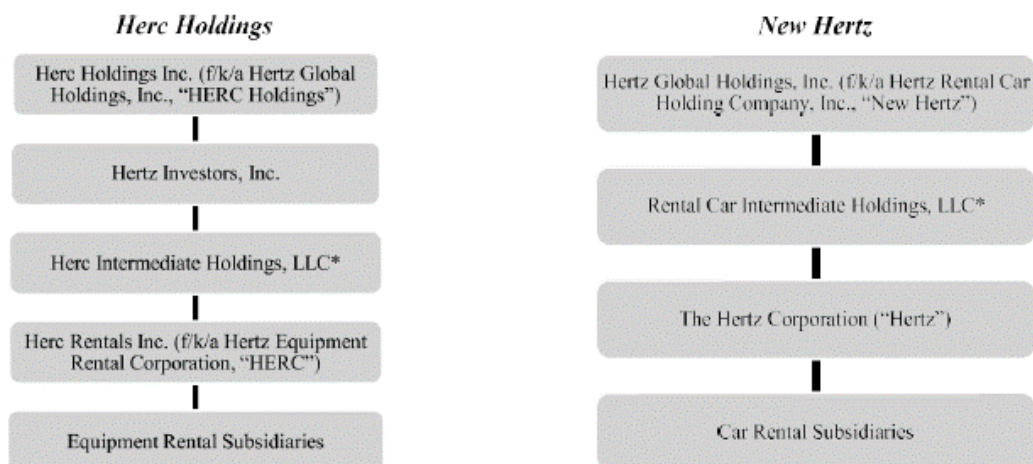 Herc Holdings
Herc Holdings Inc. (f/k/a Hertz Global
Holdings, Inc., “HERC Holdings”)
Hertz Investors, Inc.
Herc Intermediate Holdings, LLC*
Herc Rentals Inc. (f/k/a Hertz Equipment
Rental Corporation, “HERC”)
Equipment Rental Subsidiaries
New Hertz
Hertz Global Holdings, Inc. (f/k/a Hertz Rental Car
Holding Company, Inc., “New Hertz”)
Rental Car Intermediate Holdings, LLC*
The Hertz Corporation (“Hertz”)
Car Rental Subsidiaries